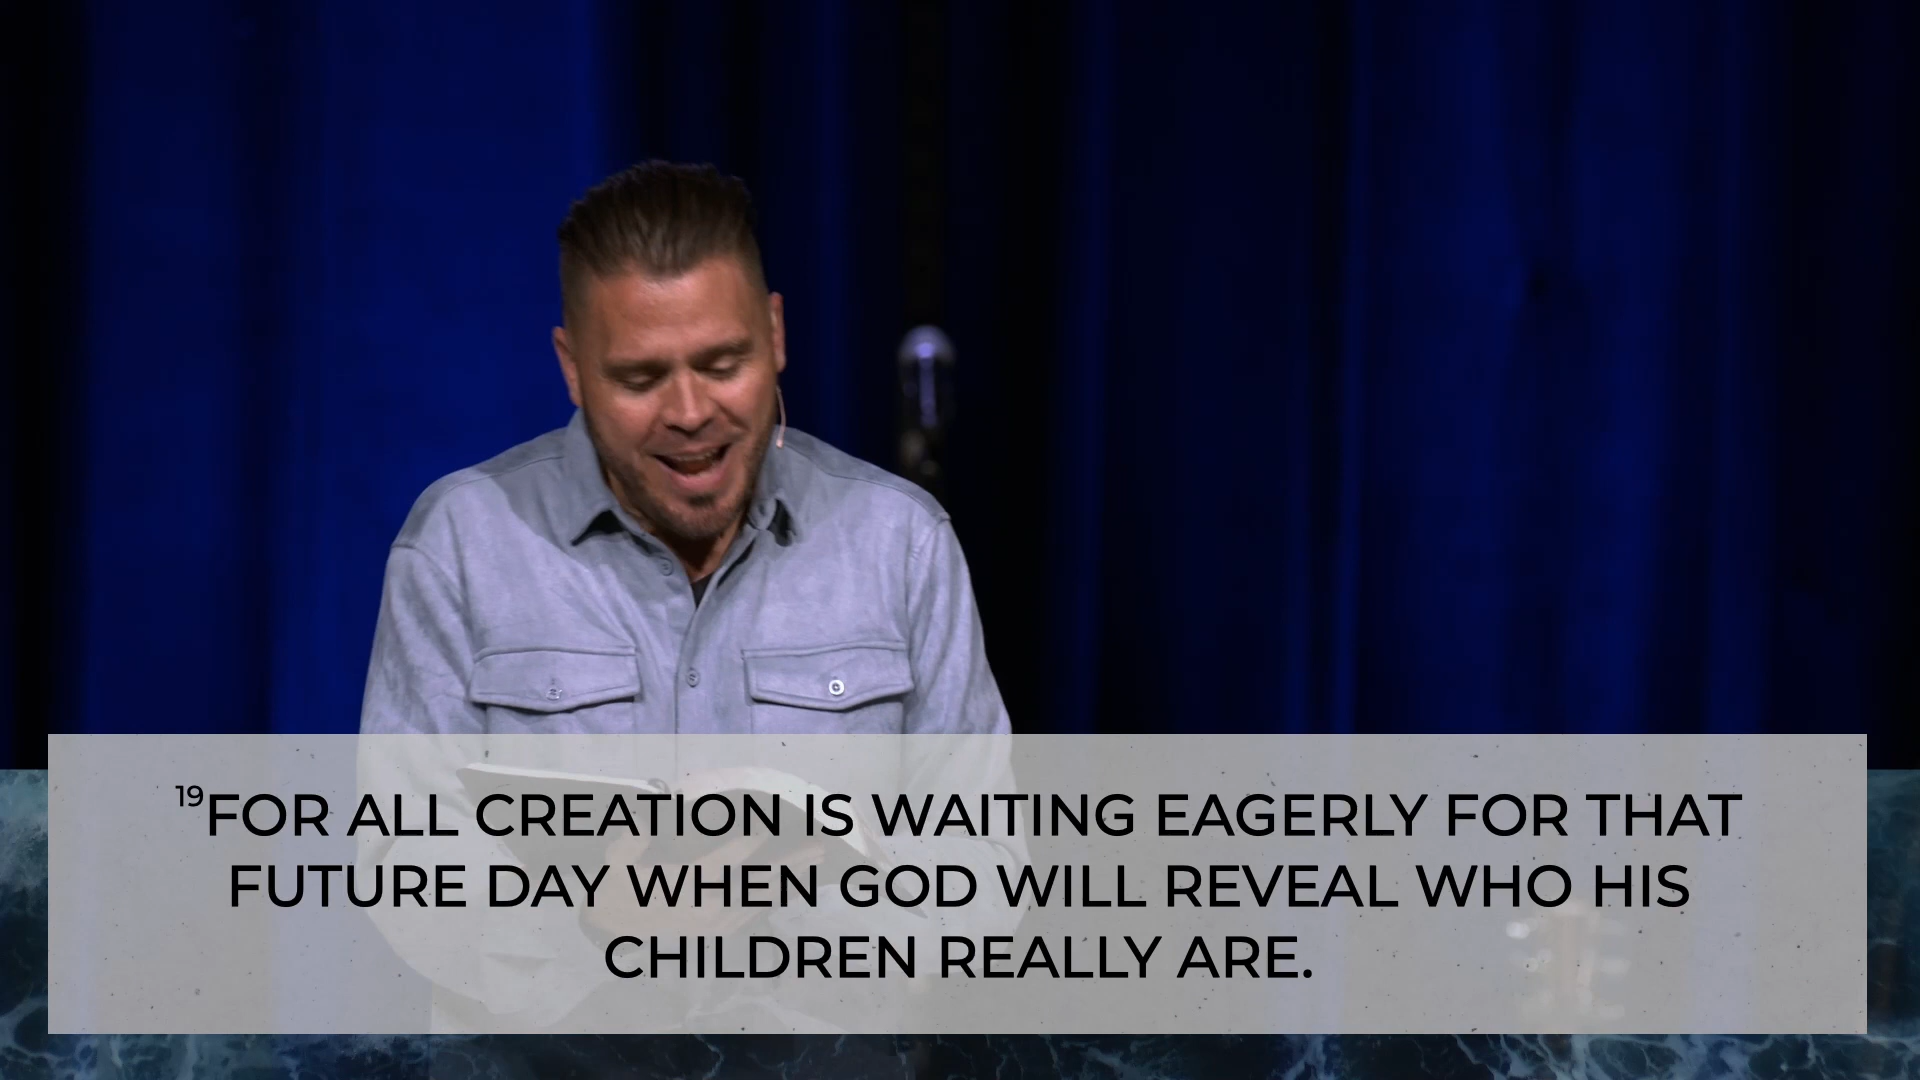 19FOR ALL CREATION IS WAITING EAGERLY FOR THAT
FUTURE DAY WHEN GOD WILL REVEAL WHO HIS
CHILDREN REALLY ARE.